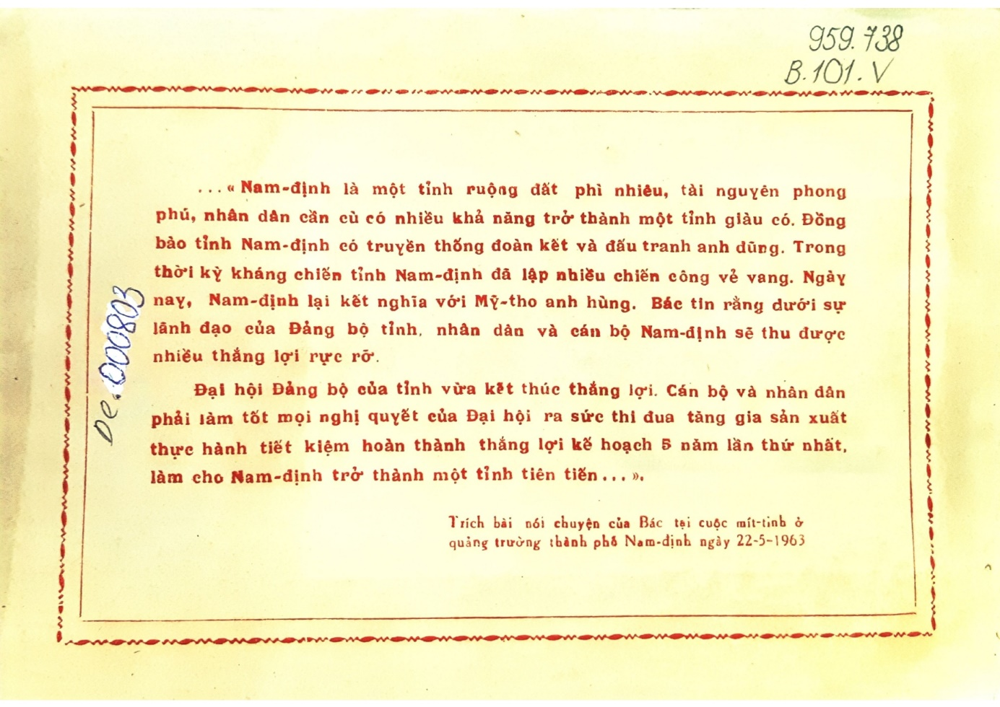 959.738
B.101.V
...« Nam-định là một tỉnh ruộng đất phì nhiêu, tài nguyên phong
phú, nhân dân cần cù có nhiều khả năng trở thành một tỉnh giàu có. Đồng
bào tỉnh Nam-định có truyền thống đoàn kết và đấu tranh anh dũng. Trong
thời kỳ kháng chiến tỉnh Nam-định đã lập nhiều chiến công vẻ vang. Ngày
nay, Nam-định lại kết nghĩa với Mỹ-tho anh hùng. Bác tin rằng dưới sự
lãnh đạo của Đảng bộ tỉnh, nhân dân và cán bộ Nam-định sẽ thu được
nhiều thắng lợi rực rỡ.
Đại hội Đảng bộ của tỉnh vừa kết thúc thắng lợi. Cán bộ và nhân dân
phải làm tốt mọi nghị quyết của Đại hội ra sức thi đua tăng gia sản xuất
thực hành tiết kiệm hoàn thành thắng lợi kế hoạch 5 năm lần thứ nhất,
làm cho Nam-định trở thành một tỉnh tiên tiến... ».
Trích bài nói chuyện của Bác tại cuộc mít-tinh ở
quảng trường thành phố Nam-định ngày 22-5-1963
De.000803